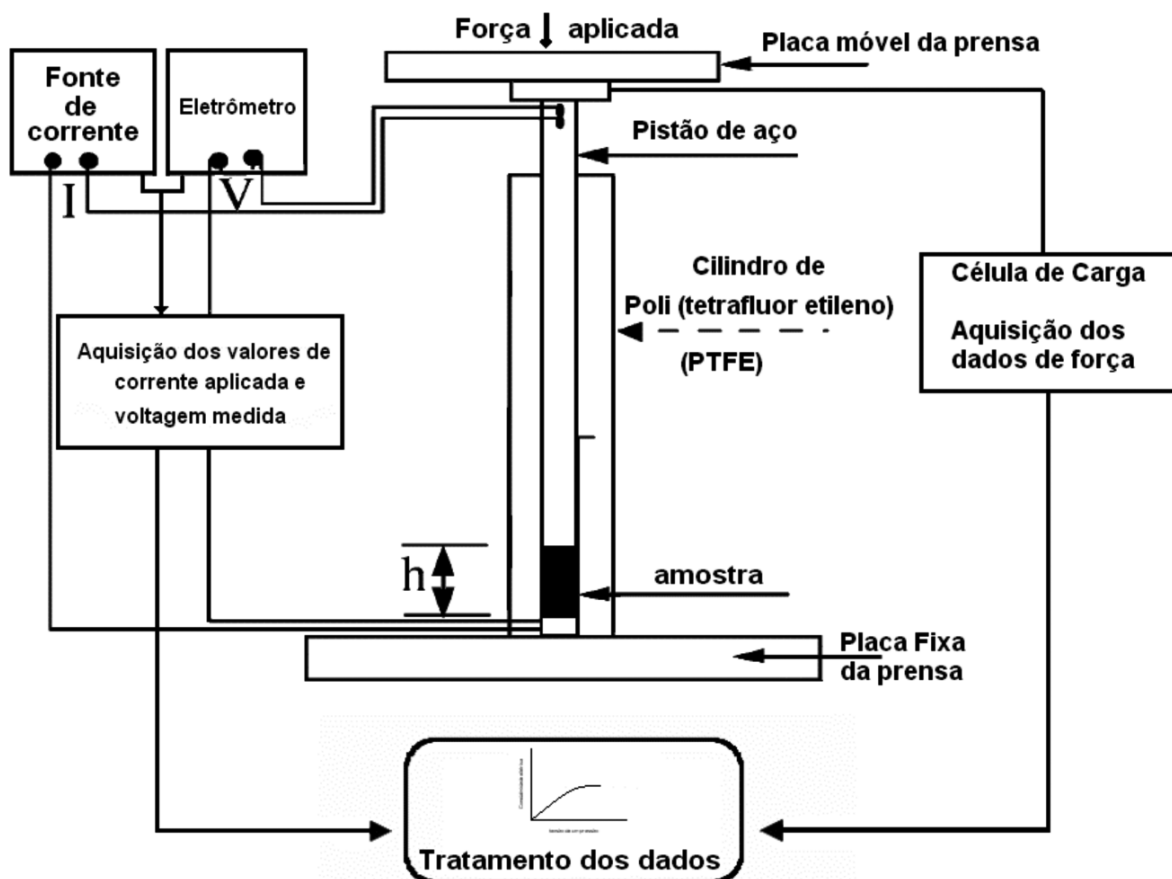 Força aplicada
Placa móvel da prensa
Fonte
de
corrente
Eletrômetro
I
V
Pistão de aço
Cilindro de
Poli (tetrafluor etileno)
(PTFE)
Célula de Carga
Aquisição dos
dados de força
Aquisição dos valores de
corrente aplicada e
voltagem medida
h
amostra
Placa Fixa
da prensa
Tratamento dos dados